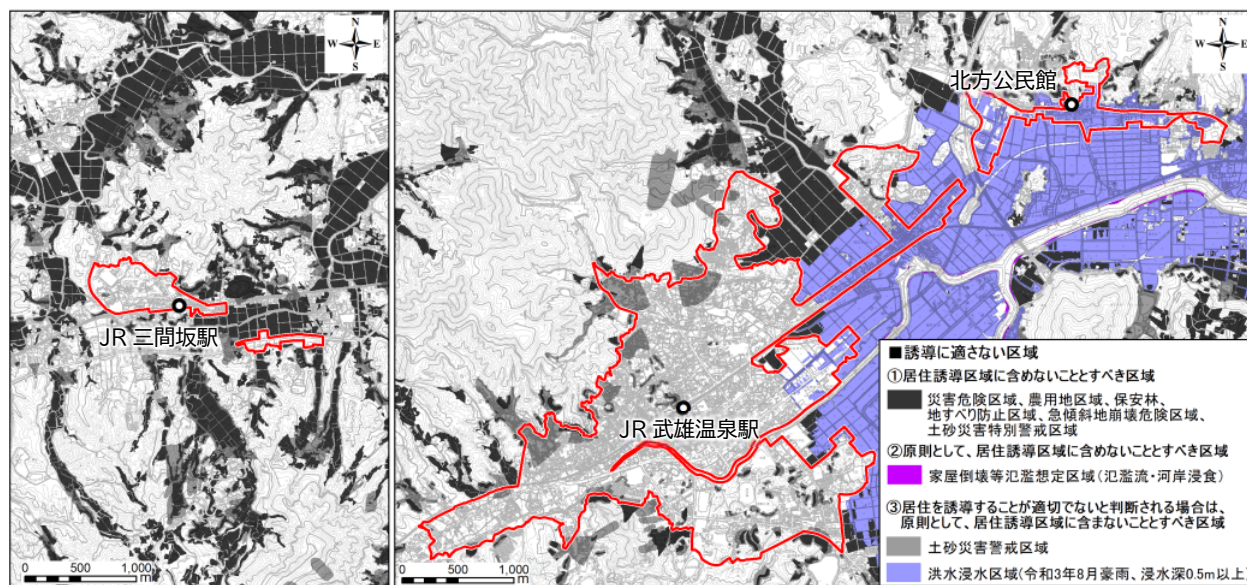 N
W E
S
JR 三間坂駅
0 500 1,000
m
N
W E
S
北方公民館
JR 武雄温泉駅
0 500 1,000
m
■誘導に適さない区域
①居住誘導区域に含めないこととすべき区域
災害危険区域、農用地区域、保安林、
地すべり防止区域、急傾斜地崩壊危険区域、
土砂災害特別警戒区域
②原則として、居住誘導区域に含めないこととすべき区域
家屋倒壊等氾濫想定区域(氾濫流・河岸浸食)
③居住を誘導することが適切でないと判断される場合は、
原則として、居住誘導区域に含まないこととすべき区域
土砂災害警戒区域
洪水浸水区域(令和3年8月豪雨、浸水深0.5m以上)